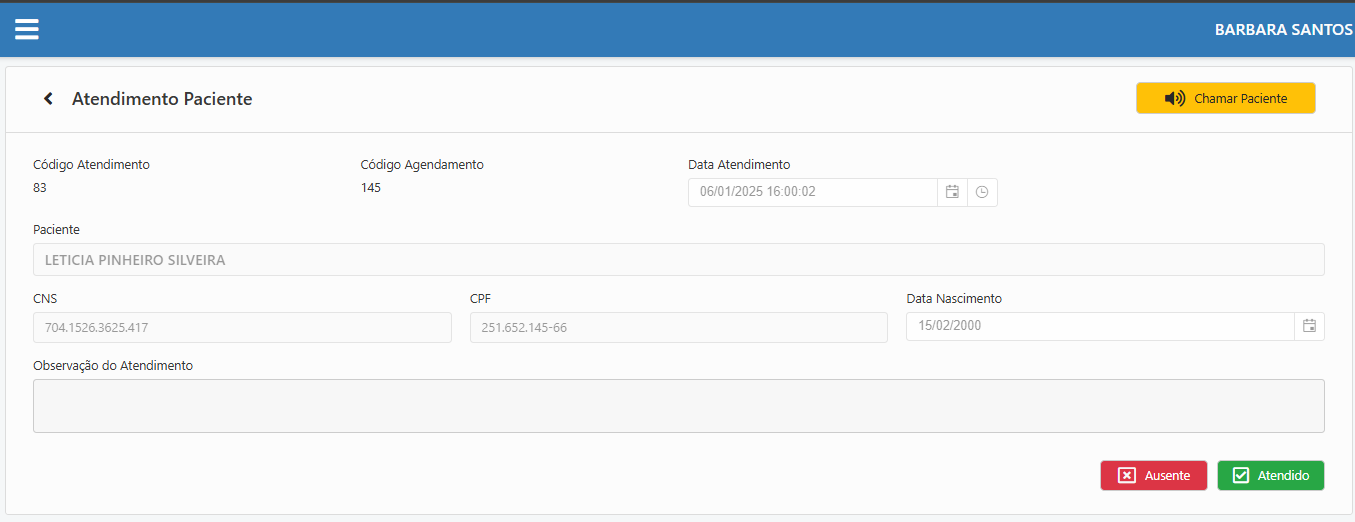 BARBARA SANTOS
Atendimento Paciente
Chamar Paciente
Código Atendimento
Código Agendamento
Data Atendimento
83
145
06/01/2025 16:00:02
Paciente
LETICIA PINHEIRO SILVEIRA
CNS
CPF
Data Nascimento
704.1526.3625.417
251.652.145-66
15/02/2000
Observação do Atendimento
Ausente
Atendido